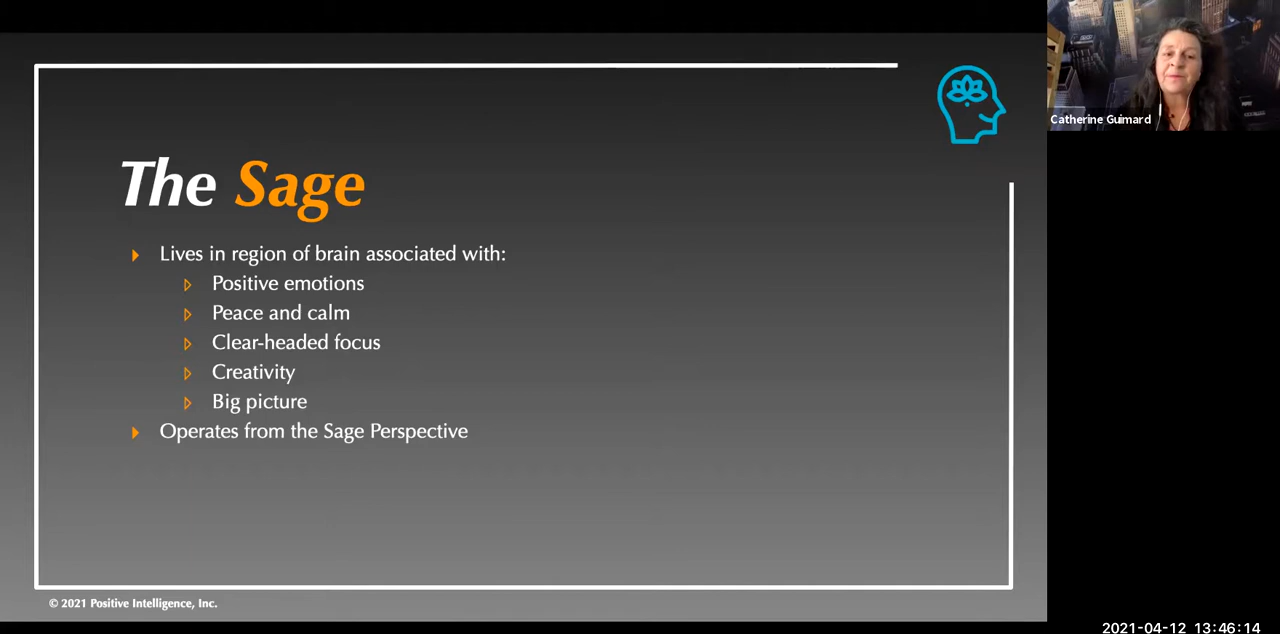 The Sage
Lives in region of brain associated with:
Positive emotions
Peace and calm
Clear-headed focus
Creativity
Big picture
Operates from the Sage Perspective
© 2021 Positive Intelligence, Inc.
Catherine Guimard
2021-04-12 13:46:14